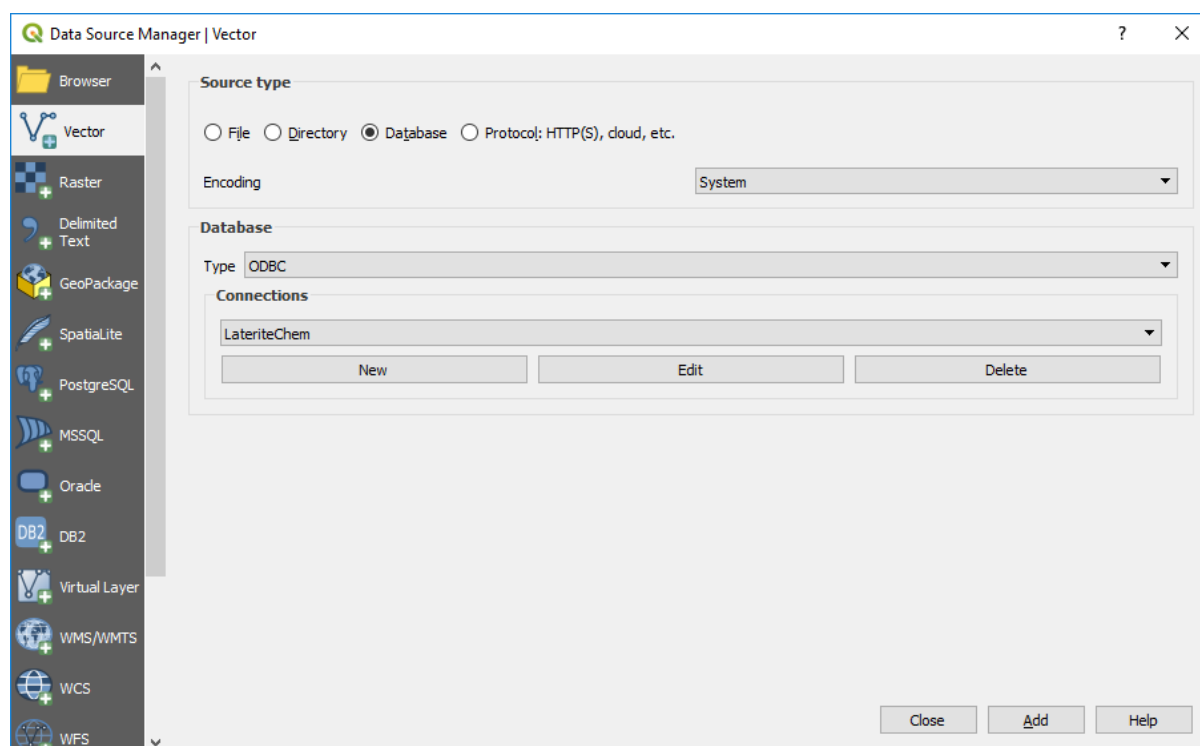 Data Source Manager | Vector
?
Browser
Vector
Raster
Delimited
Text
GeoPackage
SpatiaLite
PostgreSQL
MSSQL
Oracle
DB2
DB2
Virtual Layer
WMS/WMTS
WCS
WFS
Source type
File
Directory
Database
Protocol: HTTP(S), cloud, etc.
Encoding
System
Database
Type
ODBC
Connections
LateriteChem
New
Edit
Delete
Close
Add
Help